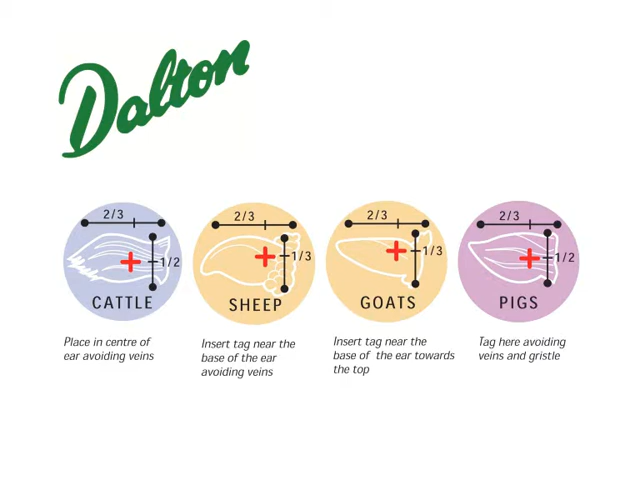 Dalton
2/3
1/2
CATTLE
Place in centre of
ear avoiding veins
2/3
1/3
SHEEP
Insert tag near the
base of the ear
avoiding veins
2/3
1/3
GOATS
Insert tag near the
base of the ear towards
the top
2/3
1/2
PIGS
Tag here avoiding
veins and gristle